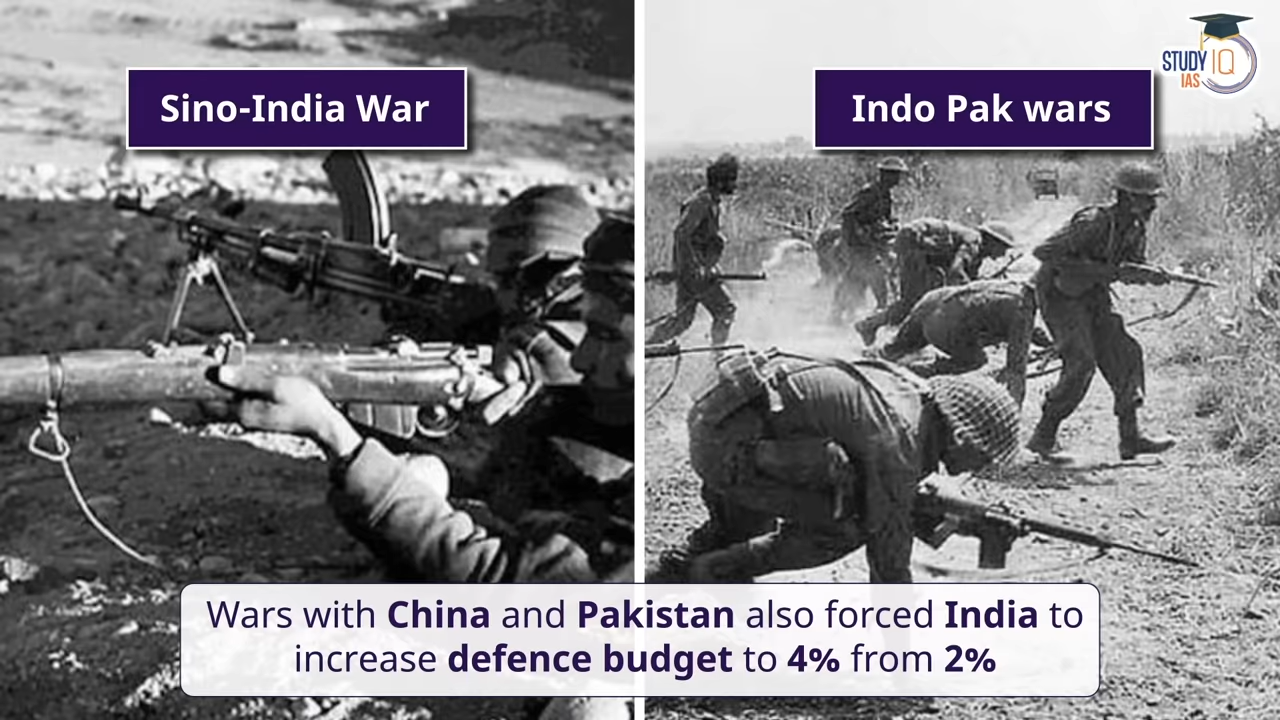 Sino-India War
Indo Pak wars
STUDY IQ
IAS
Wars with China and Pakistan also forced India to
increase defence budget to 4% from 2%